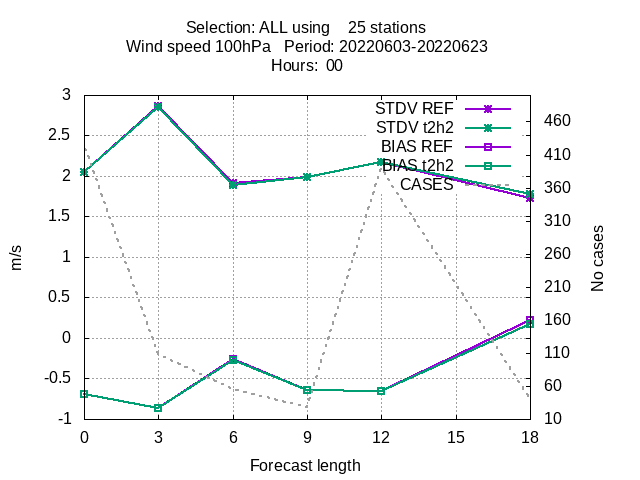 Selection: ALL using    25 stations
Wind speed 100hPa   Period: 20220603-20220623
Hours:  00
STDV REF
STDV t2h2
BIAS REF
BIAS t2h2
CASES
3
2.5
2
1.5
1
0.5
0
-0.5
-1
m/s
460
410
360
310
260
210
160
110
60
10
No cases
0 3 6 9 12 15 18
Forecast length